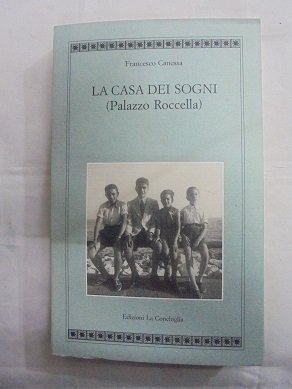 Francesco Canessa
LA CASA DEI SOGNI
(Palazzo Roccella)
Edizioni La Conchiglia